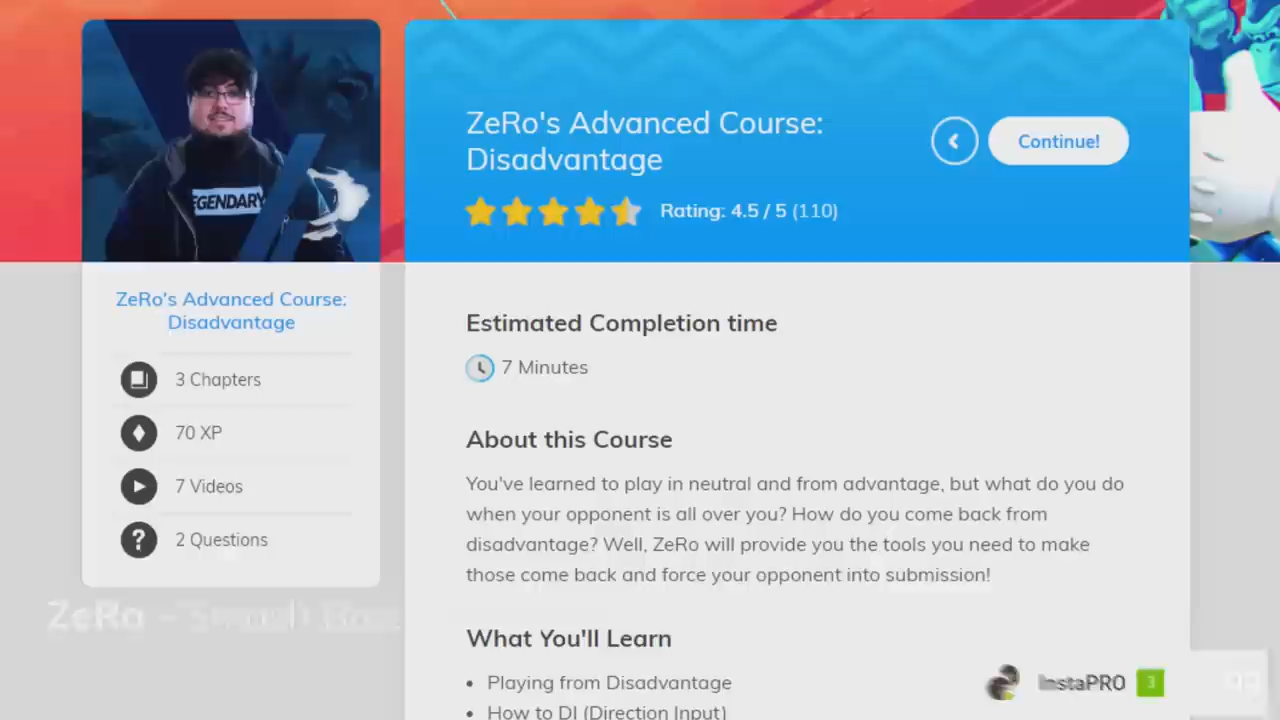 EGENDARY
ZeRo's Advanced Course:
Disadvantage
3 Chapters
70 XP
7 Videos
2 Questions
ZeRo's Advanced Course:
Disadvantage
Continue!
Rating: 4.5 / 5 (110)
Estimated Completion time
7 Minutes
About this Course
You've learned to play in neutral and from advantage, but what do you do
when your opponent is all over you? How do you come back from
disadvantage? Well, ZeRo will provide you the tools you need to make
those come back and force your opponent into submission!
What You'll Learn
• Playing from Disadvantage
• How to DI (Direction Input)
ZeRo – Smash
InstaPRO 3